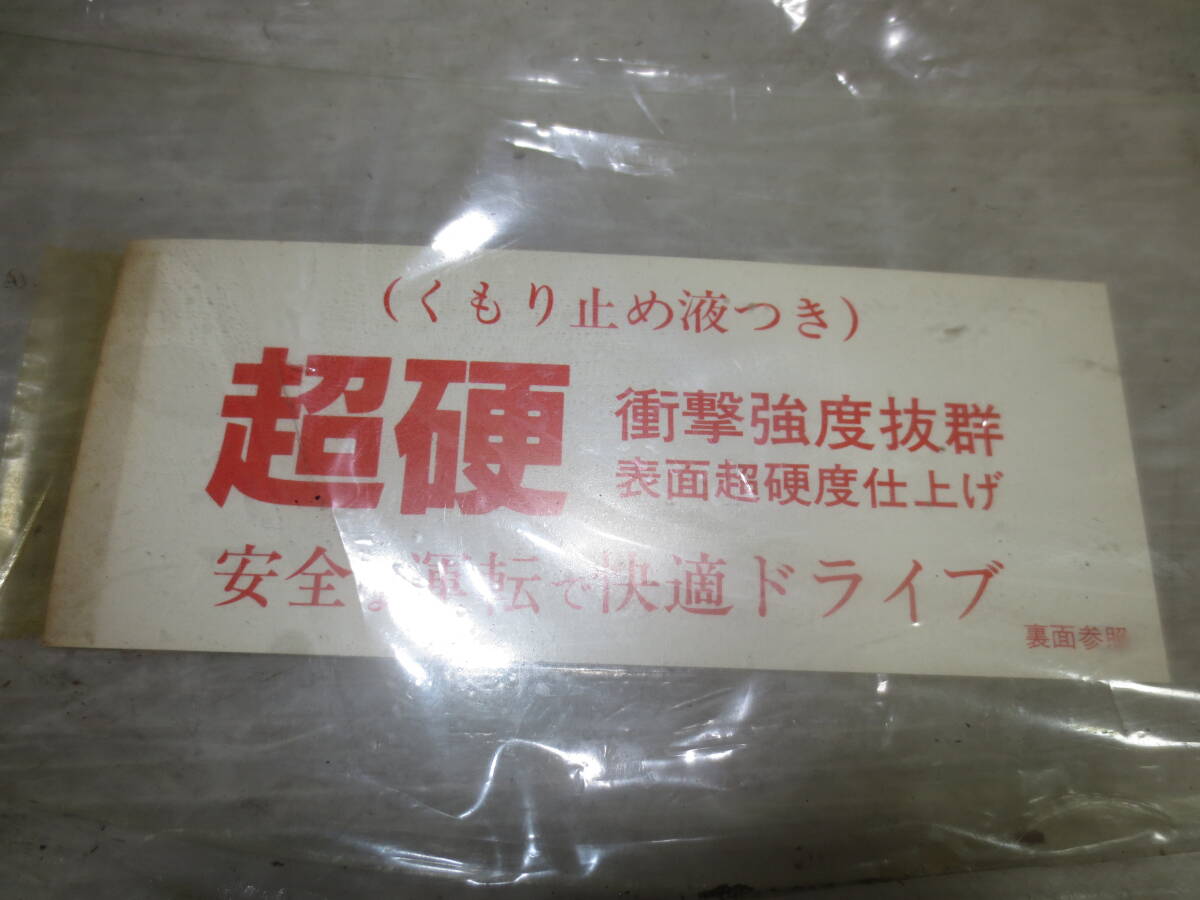 (くもり止め液つき)
超硬
衝撃強度抜群
表面超硬度仕上げ
安全な運転で快適ドライブ
裏面参照